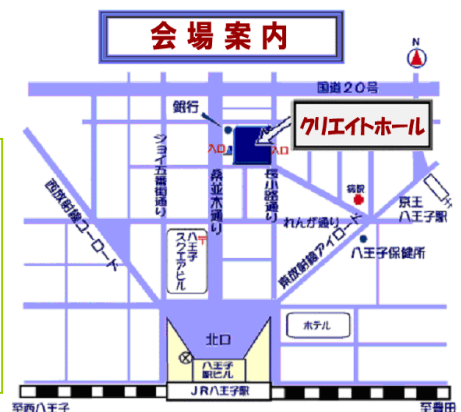 会場案内
N
国道20号
銀行
クリエイトホール
入口
入口
ジョイ五番街通り
桑並木通り
長小路通り
病院
京王
八王子駅
西放射線ユーロード
れんが通り
八王子保健所
八王子
スクエアビル
東放射線アイロード
北口
ホテル
八王子
駅ビル
JR八王子駅
至西八王子
至豊田